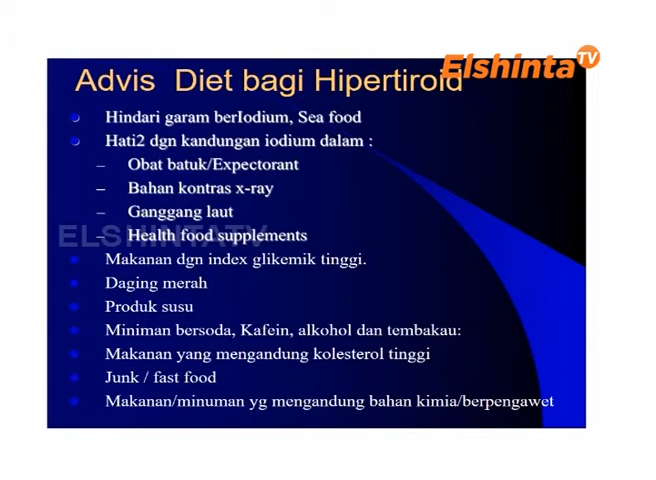 Elshinta TV
Advis Diet bagi Hipertiroid
Hindari garam berIodium, Sea food
Hati2 dgn kandungan iodium dalam :
– Obat batuk/Expectorant
– Bahan kontras x-ray
– Ganggang laut
ELSHINTATV
– Health food supplements
Makanan dgn index glikemik tinggi.
Daging merah
Produk susu
Miniman bersoda, Kafein, alkohol dan tembakau:
Makanan yang mengandung kolesterol tinggi
Junk / fast food
Makanan/minuman yg mengandung bahan kimia/berpengawet